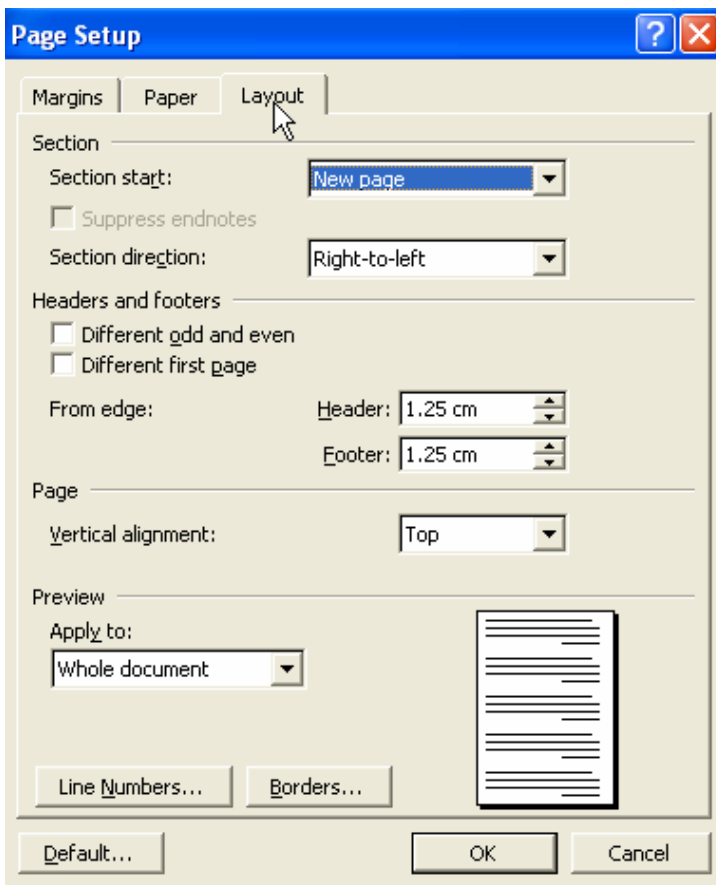 Page Setup
Margins Paper Layout
Section
Section start: New page
Suppress endnotes
Section direction: Right-to-left
Headers and footers
Different odd and even
Different first page
From edge: Header: 1.25 cm
Footer: 1.25 cm
Page
Vertical alignment: Top
Preview
Apply to:
Whole document
Line Numbers... Borders...
Default... OK Cancel